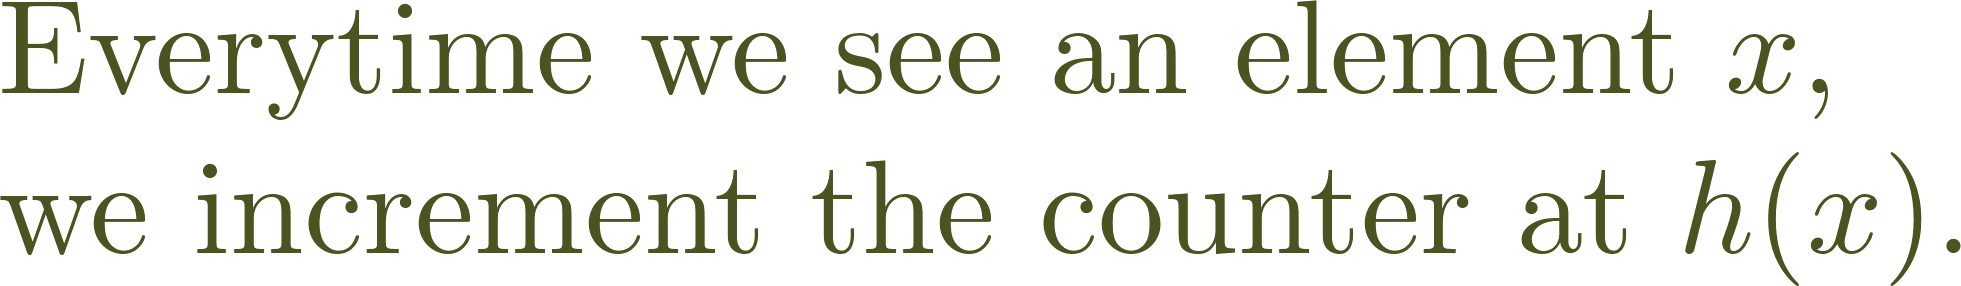 Everytime we see an element x,
we increment the counter at h(x).